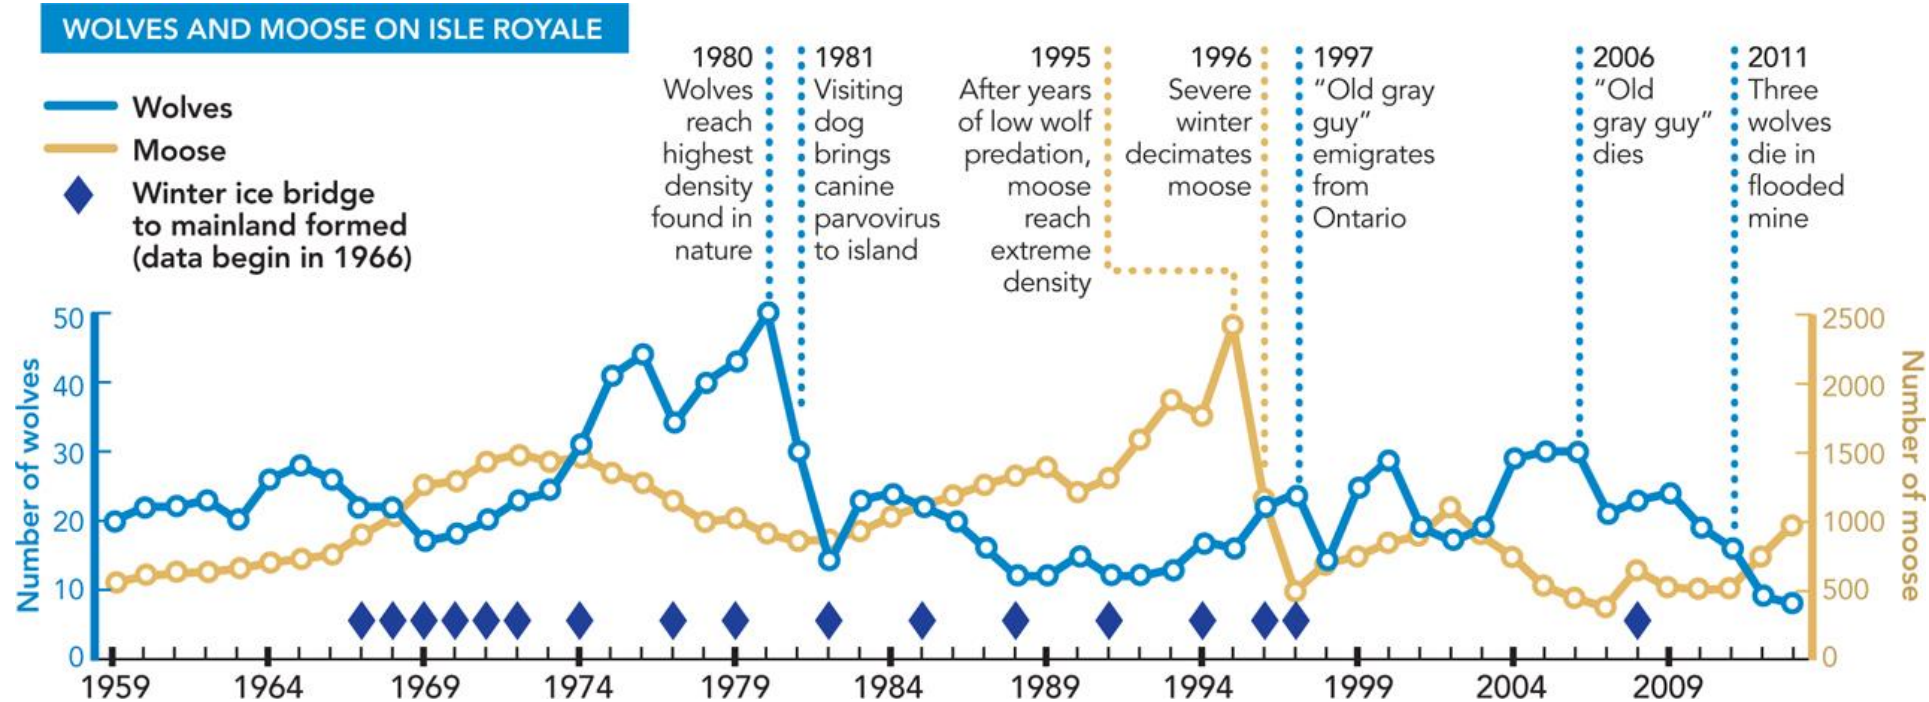 WOLVES AND MOOSE ON ISLE ROYALE
Wolves
Moose
Winter ice bridge
to mainland formed
(data begin in 1966)
1980
Wolves
reach
highest
density
found in
nature
1981
Visiting
dog
brings
canine
parvovirus
to island
1995
After years
of low wolf
predation,
moose
reach
extreme
density
1996
Severe
winter
decimates
moose
1997
“Old gray
guy”
emigrates
from
Ontario
2006
“Old
gray guy”
dies
2011
Three
wolves
die in
flooded
mine
Number of wolves
50
40
30
20
10
0
2500
2000
1500
1000
500
0
Number of moose
1959 1964 1969 1974 1979 1984 1989 1994 1999 2004 2009